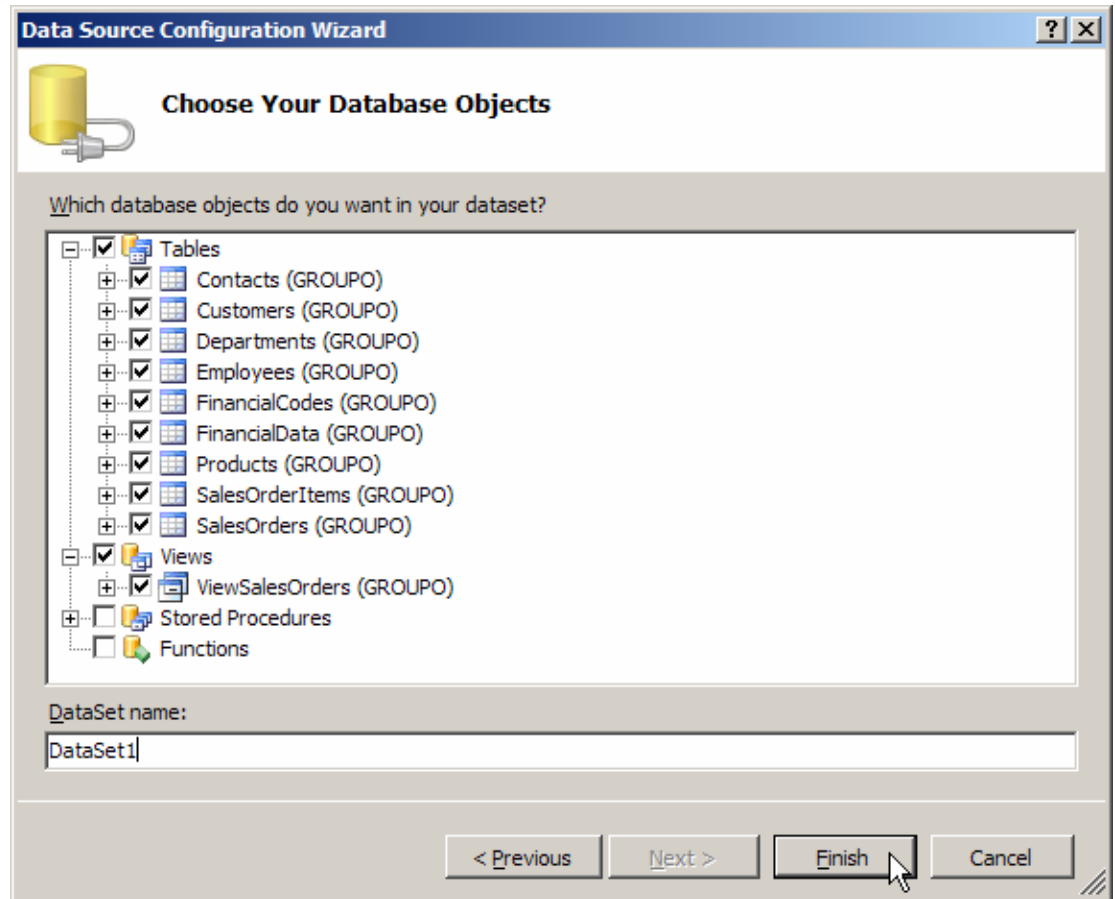 Data Source Configuration Wizard
Choose Your Database Objects
Which database objects do you want in your dataset?
Tables
Contacts (GROUPO)
Customers (GROUPO)
Departments (GROUPO)
Employees (GROUPO)
FinancialCodes (GROUPO)
FinancialData (GROUPO)
Products (GROUPO)
SalesOrderItems (GROUPO)
SalesOrders (GROUPO)
Views
ViewSalesOrders (GROUPO)
Stored Procedures
Functions
DataSet name:
DataSet1
< Previous Next > Finish Cancel